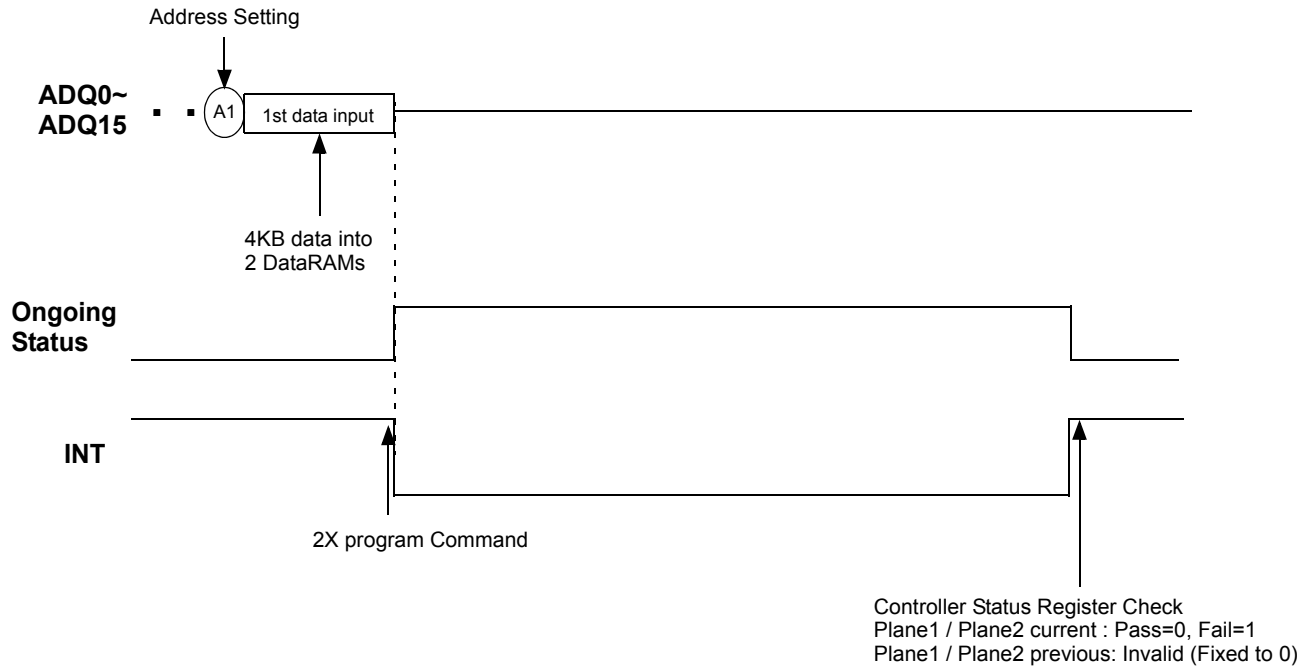 Address Setting
ADQ0~
ADQ15
A1
1st data input
4KB data into
2 DataRAMs
Ongoing
Status
INT
2X program Command
Controller Status Register Check
Plane1 / Plane2 current : Pass=0, Fail=1
Plane1 / Plane2 previous: Invalid (Fixed to 0)